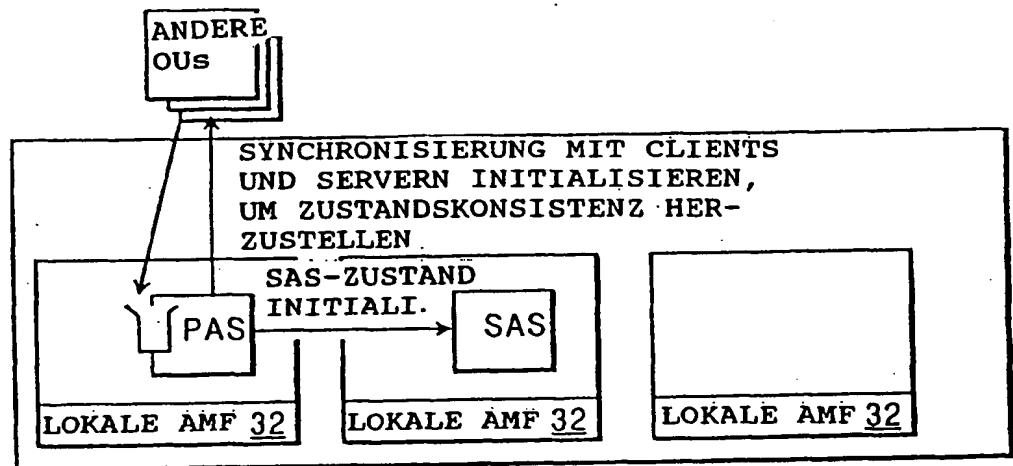 ANDERE
OUs
SYNCHRONISIERUNG MIT CLIENTS
UND SERVERN INITIALISIEREN,
UM ZUSTANDSKONSISTENZ HER-
ZUSTELLEN
SAS-ZUSTAND
INITIALI.
PAS
SAS
LOKALE AMF 32
LOKALE AMF 32
LOKALE AMF 32